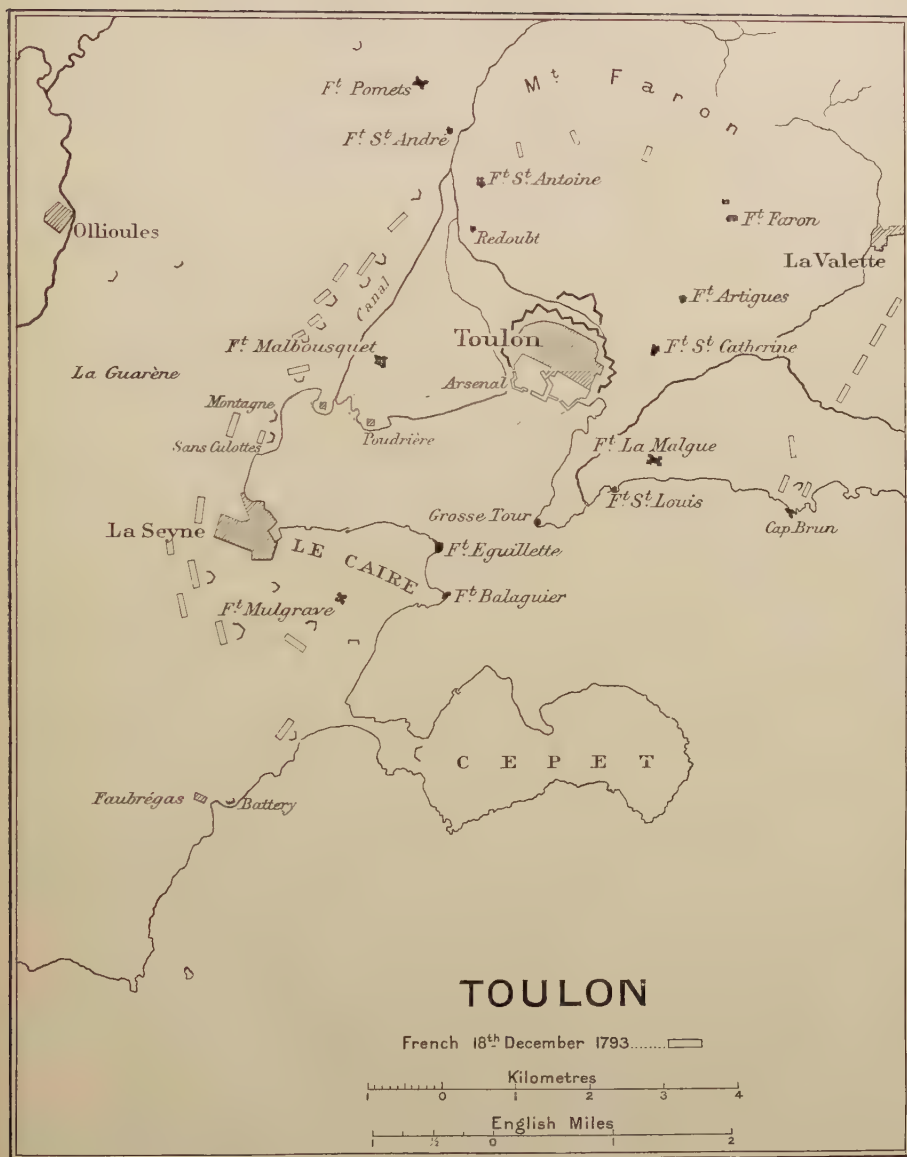 Mt Faron
Ft. Pomets
Ft. St. André
Ft. St. Antoine
Ollioules
Redoubt
Ft. Faron
La Valette
Canal
Ft. Artigues
Ft. Malbousquet
Toulon
Ft. St. Catherine
La Guarène
Arsenal
Montagne
Poudrière
Sans Culottes
Ft. La Malgue
Ft. St. Louis
Grosse Tour
Cap Brun
La Seyne
LE CAIRE
Ft. Eguillette
Ft. Mulgrave
Ft. Balaguier
CEPET
Faubrégas
Battery
TOULON
French 18th December 1793........
Kilometres
1 0 1 2 3 4
English Miles
1 ½ 0 1 2